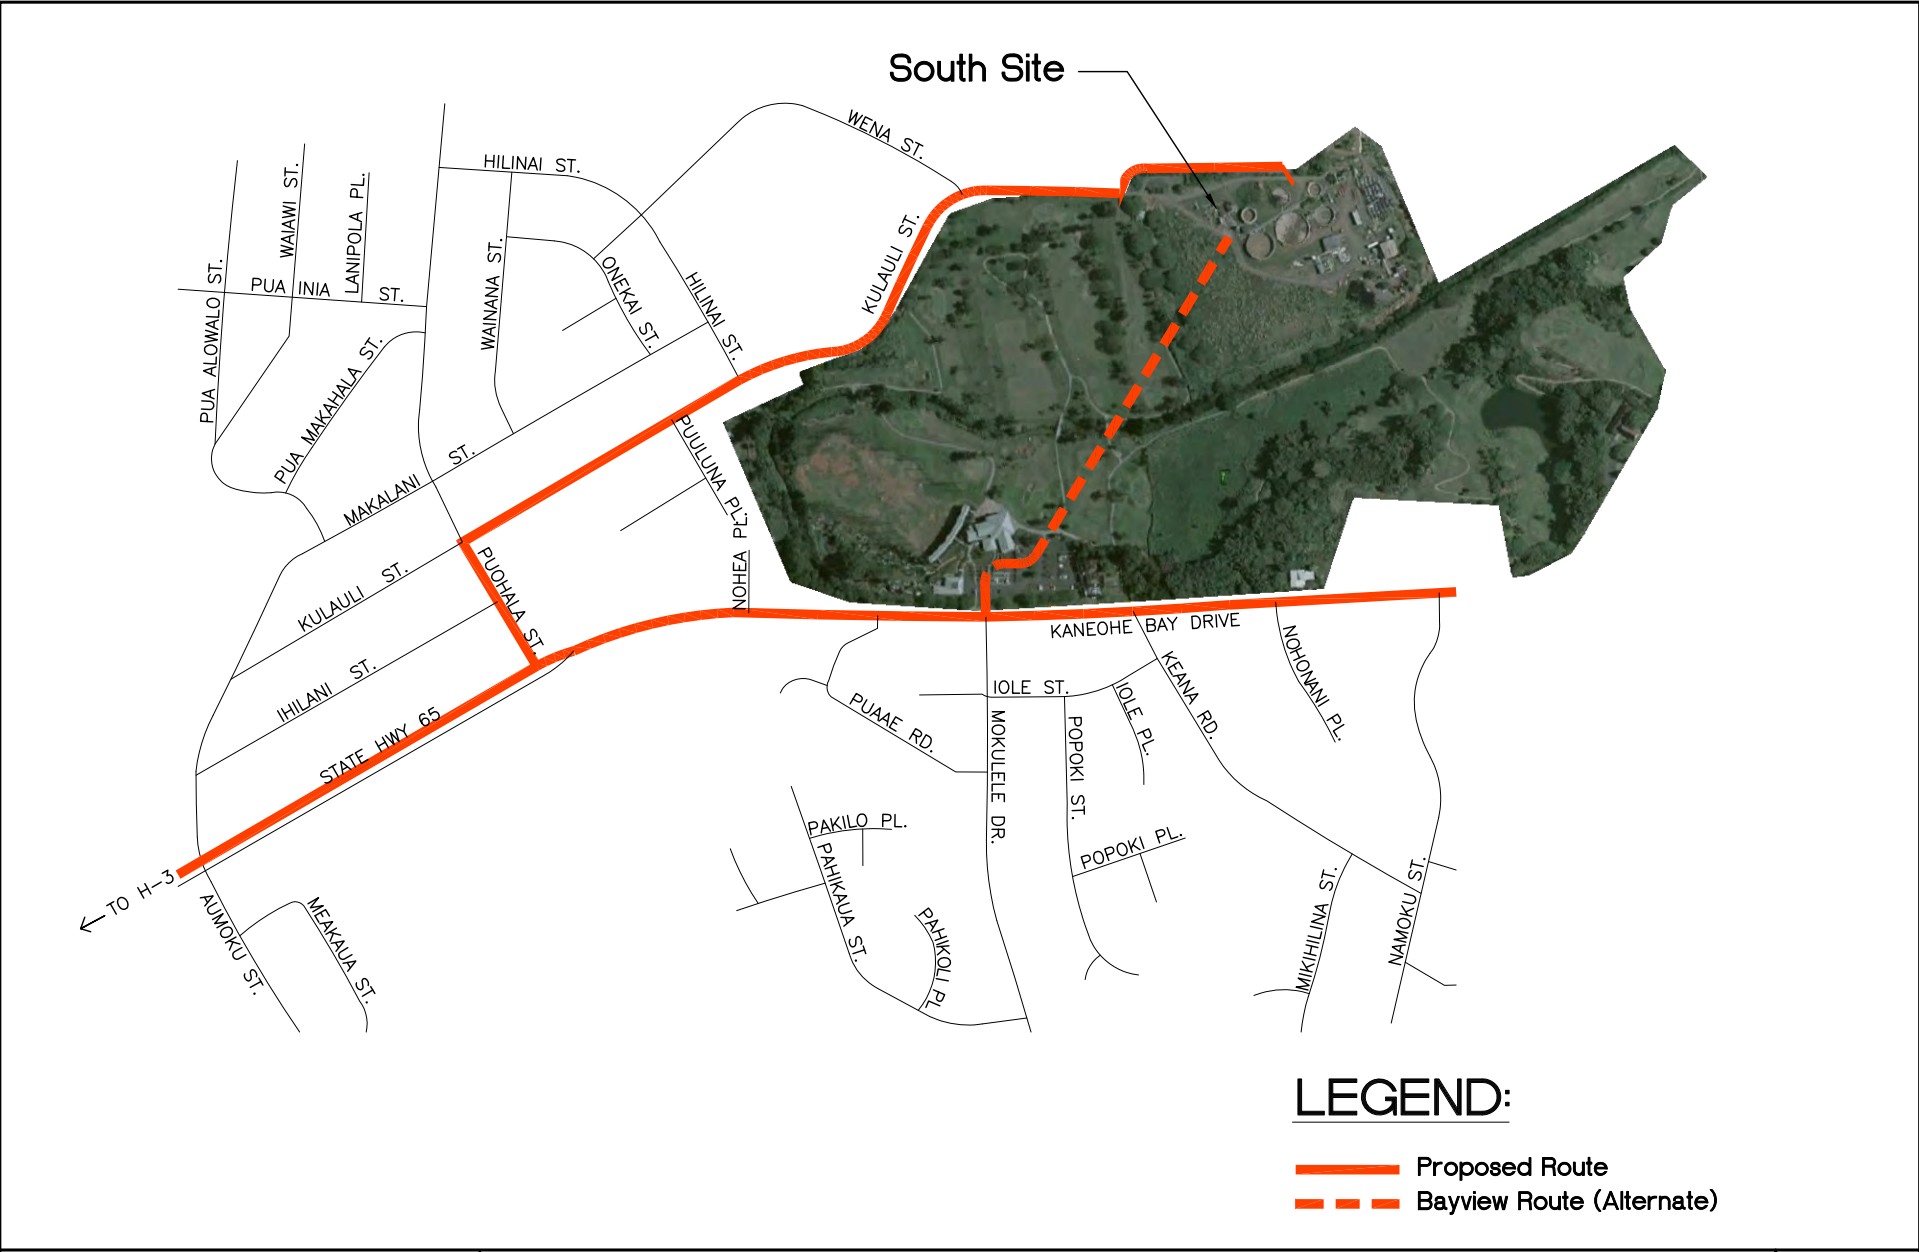 South Site
WENA ST.
HILINAI ST.
WAIAWI ST.
LANIPOLA PL.
PUA ALOWALO ST.
PUA INIA ST.
WAINANA ST.
ONEKAI ST.
HILINAI ST.
KULAULI ST.
PUA MAKAHALA ST.
MAKALANI ST.
PUULUNA PL.
NOHEA PL.
KULAULI ST.
PUOHALA ST.
IHILANI ST.
STATE HWY 65
TO H-3
KANEOHE BAY DRIVE
IOLE ST.
IOLE PL.
KEANA RD.
NOHONANI PL.
PUAAE RD.
MOKULELE DR.
POPOKI ST.
POPOKI PL.
PAKILO PL.
PAHIKAUA ST.
PAHIKOLI PL
AUMOKU ST.
MEAKAUA ST.
MIKIHILINA ST.
NAMOKU ST.
LEGEND:
Proposed Route
Bayview Route (Alternate)